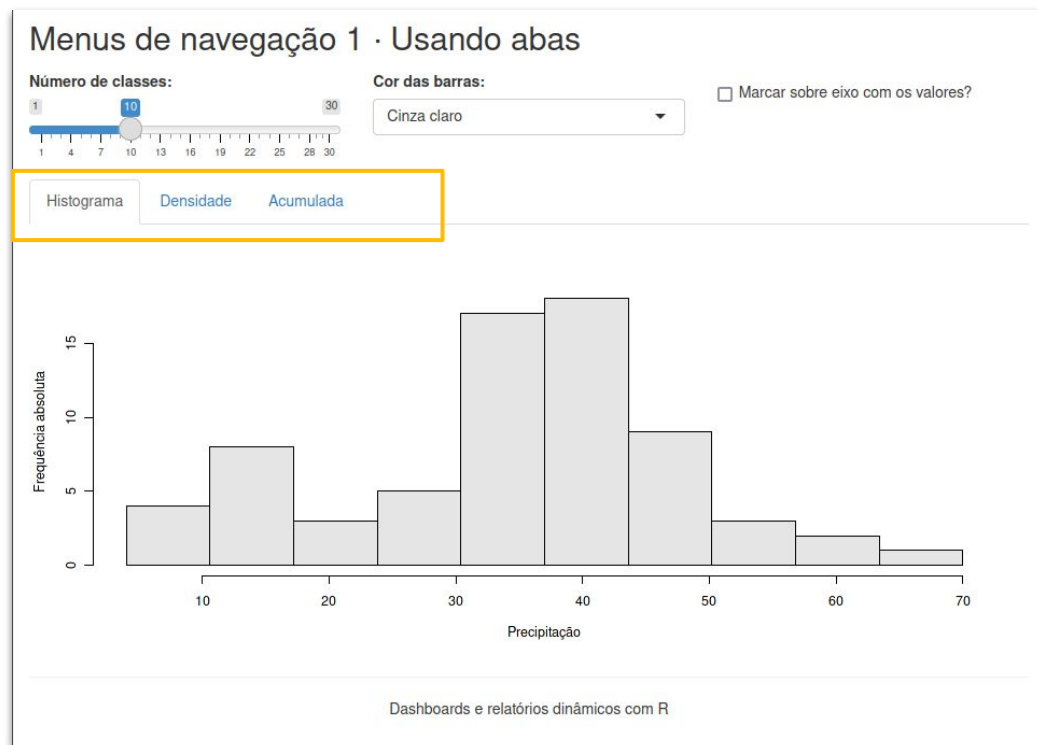 Menus de navegação 1 · Usando abas
Número de classes:
1 10 30
1 4 7 10 13 16 19 22 25 28 30
Cor das barras:
Cinza claro
Marcar sobre eixo com os valores?
Histograma Densidade Acumulada
Frequência absoluta
15
10
5
0
10 20 30 40 50 60 70
Precipitação
Dashboards e relatórios dinâmicos com R